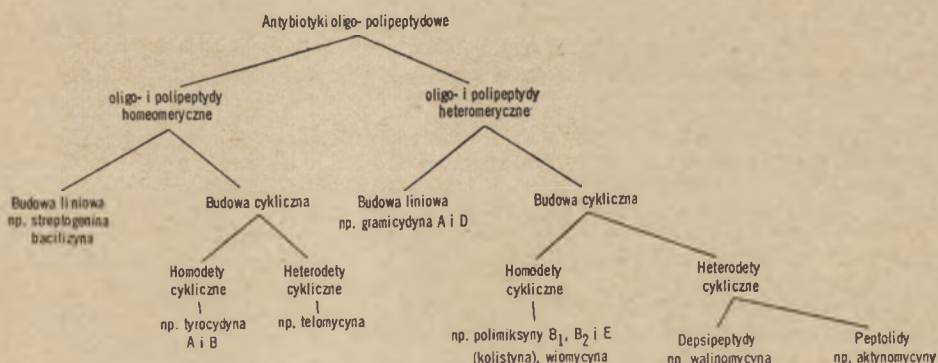 Antybiotyki oligo- polipeptydowe
oligo- i polipeptydy
homeomeryczne
oligo- i polipeptydy
heteromeryczne
Budowa liniowa
np. streptogenina
bacilizyna
Budowa cykliczna
Budowa liniowa
np. gramicydyna A i D
Budowa cykliczna
Homodety
cykliczne
np. tyrocydyna
A i B
Heterodety
cykliczne
np. telomycyna
Homodety
cykliczne
np. polimiksyny B₁, B₂ i E
(kolistyna), wiomycyna
Heterodety
cykliczne
Depsipeptydy
np. walinomycyna
Peptolidy
np. aktynomycyny